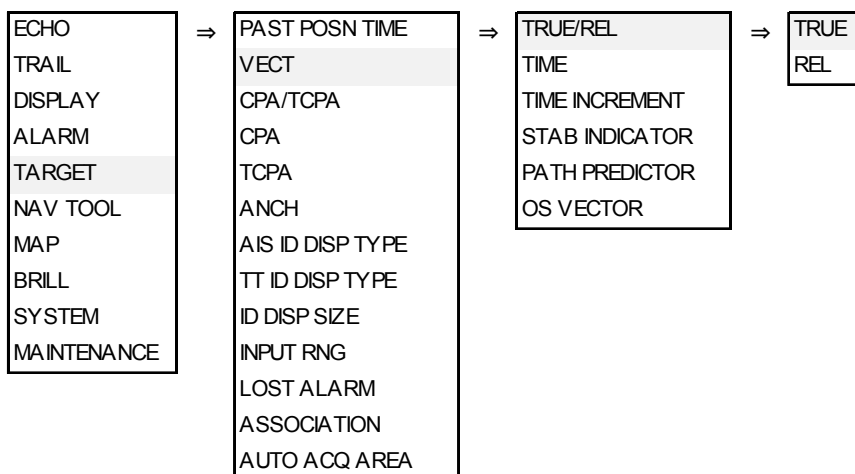 ECHO
TRAIL
DISPLAY
ALARM
TARGET
NAV TOOL
MAP
BRILL
SYSTEM
MAINTENANCE
⇒
PAST POSN TIME
VECT
CPA/TCPA
CPA
TCPA
ANCH
AIS ID DISP TYPE
TT ID DISP TYPE
ID DISP SIZE
INPUT RNG
LOST ALARM
ASSOCIATION
AUTO ACQ AREA
⇒
TRUE/REL
TIME
TIME INCREMENT
STAB INDICATOR
PATH PREDICTOR
OS VECTOR
⇒
TRUE
REL